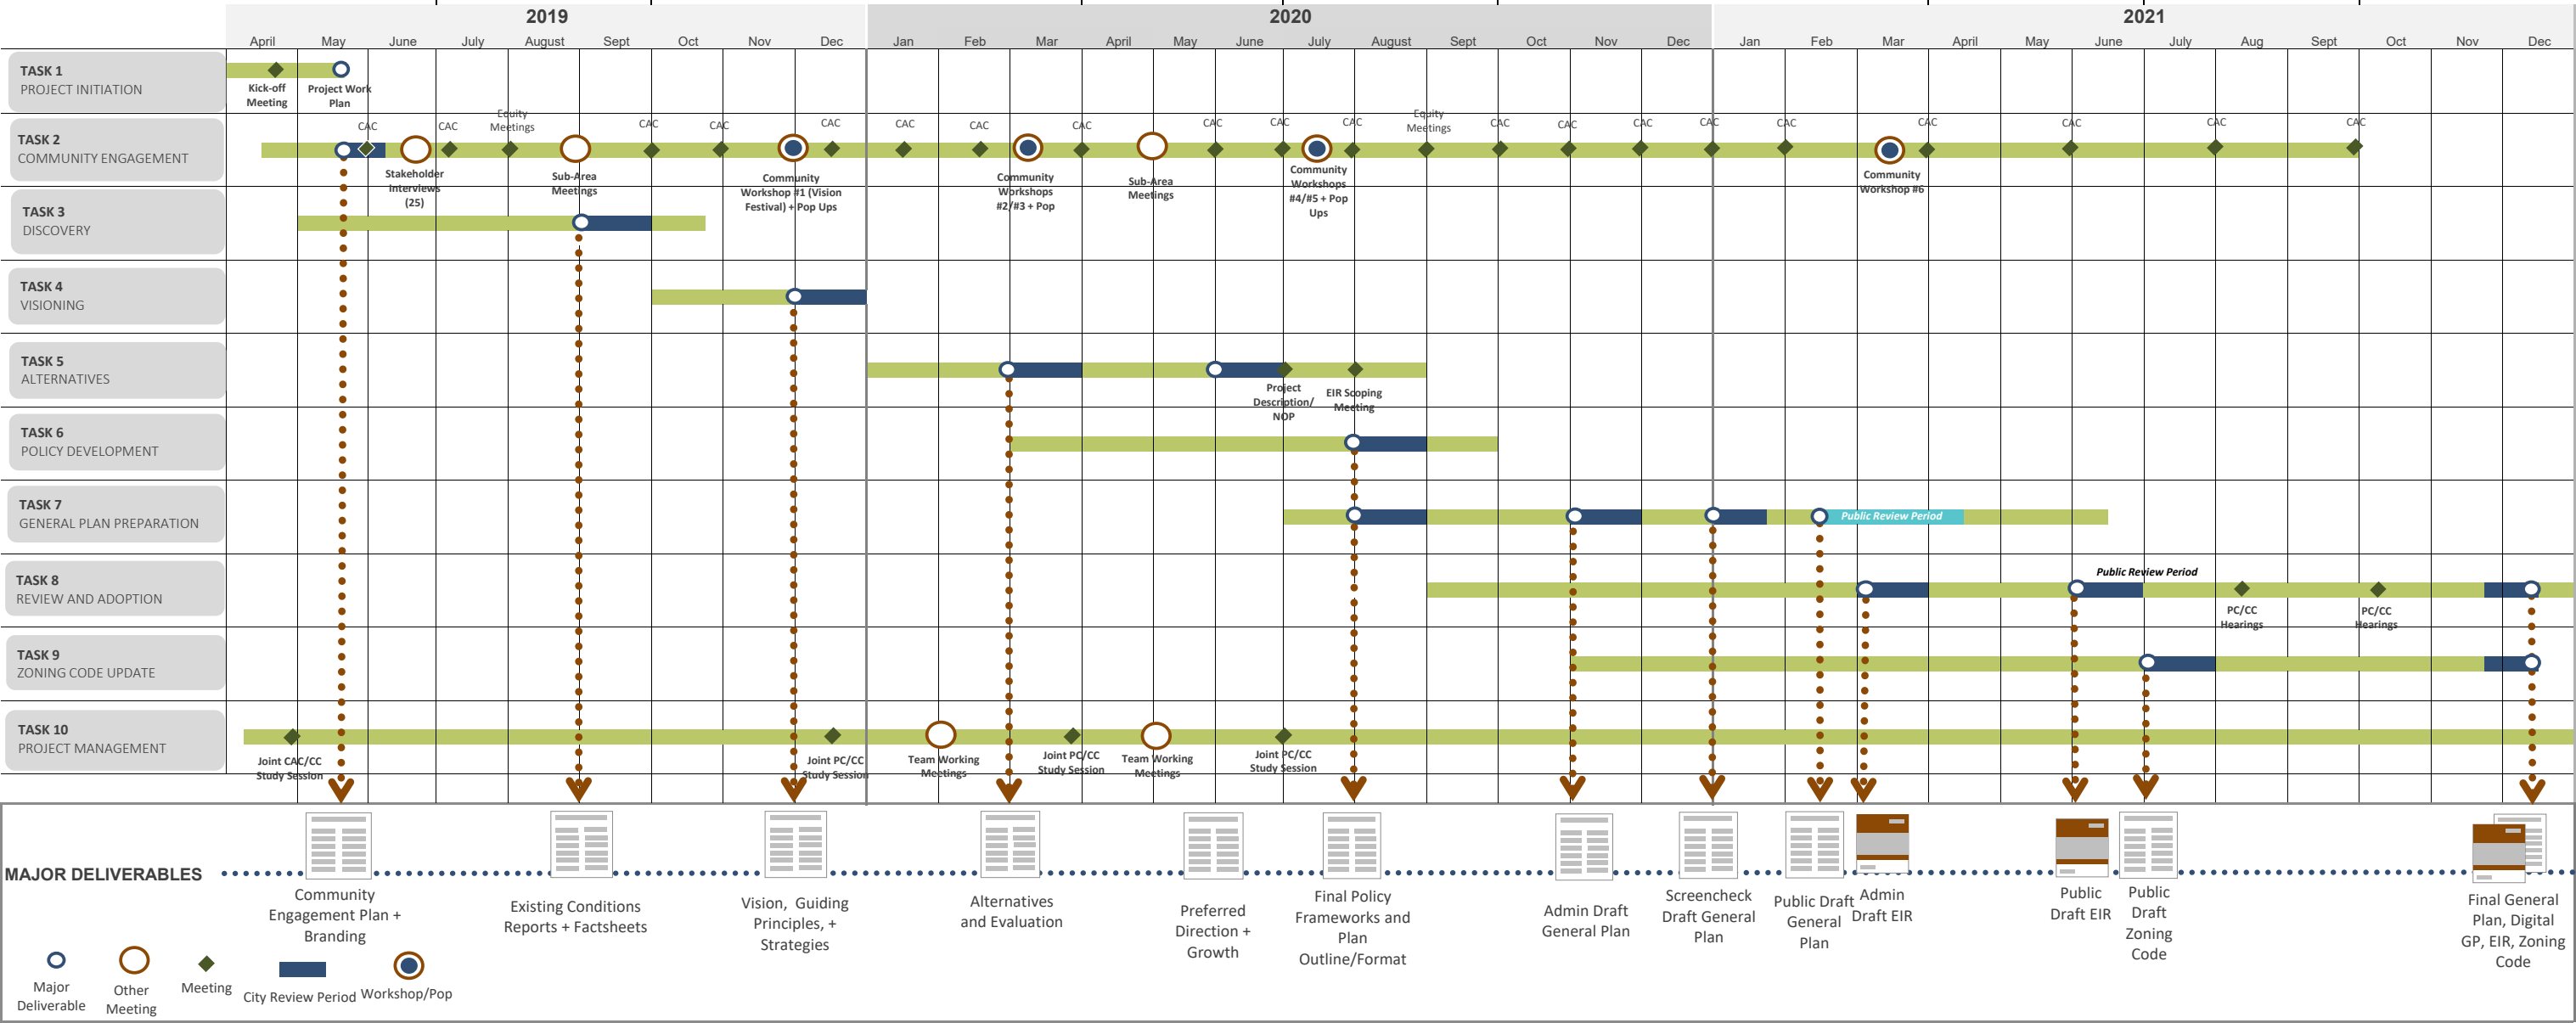 2019
2020
2021
April May June July August Sept Oct Nov Dec Jan Feb Mar April May June July August Sept Oct Nov Dec Jan Feb Mar April May June July Aug Sept Oct Nov Dec
TASK 1
PROJECT INITIATION
Kick-off
Meeting
Project Work
Plan
TASK 2
COMMUNITY ENGAGEMENT
CAC
CAC
Equity
Meetings
CAC
CAC
CAC
CAC
CAC
CAC
CAC
CAC
CAC
Equity
Meetings
CAC
CAC
CAC
CAC
CAC
CAC
CAC
CAC
CAC
Stakeholder
Interviews
(25)
Sub-Area
Meetings
Community
Workshop #1 (Vision
Festival) + Pop Ups
Community
Workshops
#2/#3 + Pop
Sub-Area
Meetings
Community
Workshops
#4/#5 + Pop
Ups
Community
Workshop #6
TASK 3
DISCOVERY
TASK 4
VISIONING
TASK 5
ALTERNATIVES
Project
Description/
NOP
EIR Scoping
Meeting
TASK 6
POLICY DEVELOPMENT
TASK 7
GENERAL PLAN PREPARATION
Public Review Period
TASK 8
REVIEW AND ADOPTION
Public Review Period
PC/CC
Hearings
PC/CC
Hearings
TASK 9
ZONING CODE UPDATE
TASK 10
PROJECT MANAGEMENT
Joint CAC/CC
Study Session
Joint PC/CC
Study Session
Team Working
Meetings
Joint PC/CC
Study Session
Team Working
Meetings
Joint PC/CC
Study Session
MAJOR DELIVERABLES
Community
Engagement Plan +
Branding
Existing Conditions
Reports + Factsheets
Vision, Guiding
Principles, +
Strategies
Alternatives
and Evaluation
Preferred
Direction +
Growth
Final Policy
Frameworks and
Plan
Outline/Format
Admin Draft
General Plan
Screencheck
Draft General
Plan
Public Draft
General
Plan
Admin
Draft EIR
Public
Draft EIR
Public
Draft
Zoning
Code
Final General
Plan, Digital
GP, EIR, Zoning
Code
Major
Deliverable
Other
Meeting
Meeting
City Review Period
Workshop/Pop